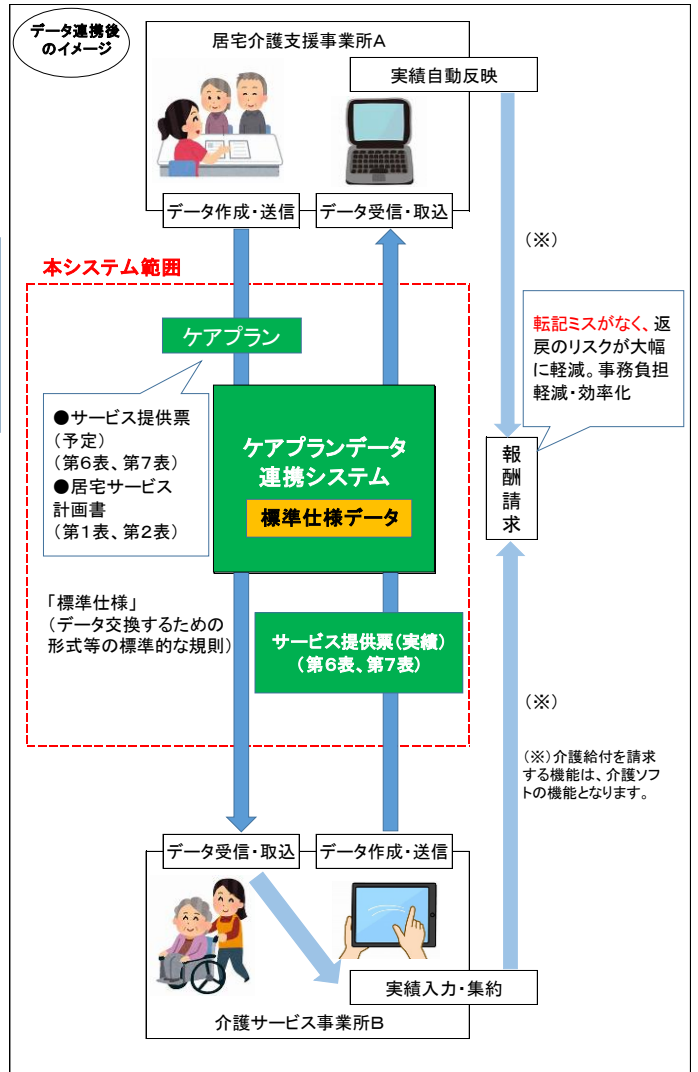 データ連携後
のイメージ
居宅介護支援事業所A
実績自動反映
データ作成・送信
データ受信・取込
(※)
本システム範囲
ケアプラン
転記ミスがなく、返
戻のリスクが大幅
に軽減。事務負担
軽減・効率化
●サービス提供票
(予定)
(第6表、第7表)
●居宅サービス
計画書
(第1表、第2表)
ケアプランデータ
連携システム
標準仕様データ
報酬請求
「標準仕様」
(データ交換するための
形式等の標準的な規則)
サービス提供票(実績)
(第6表、第7表)
(※)
(※)介護給付を請求
する機能は、介護ソフ
トの機能となります。
データ受信・取込
データ作成・送信
実績入力・集約
介護サービス事業所B